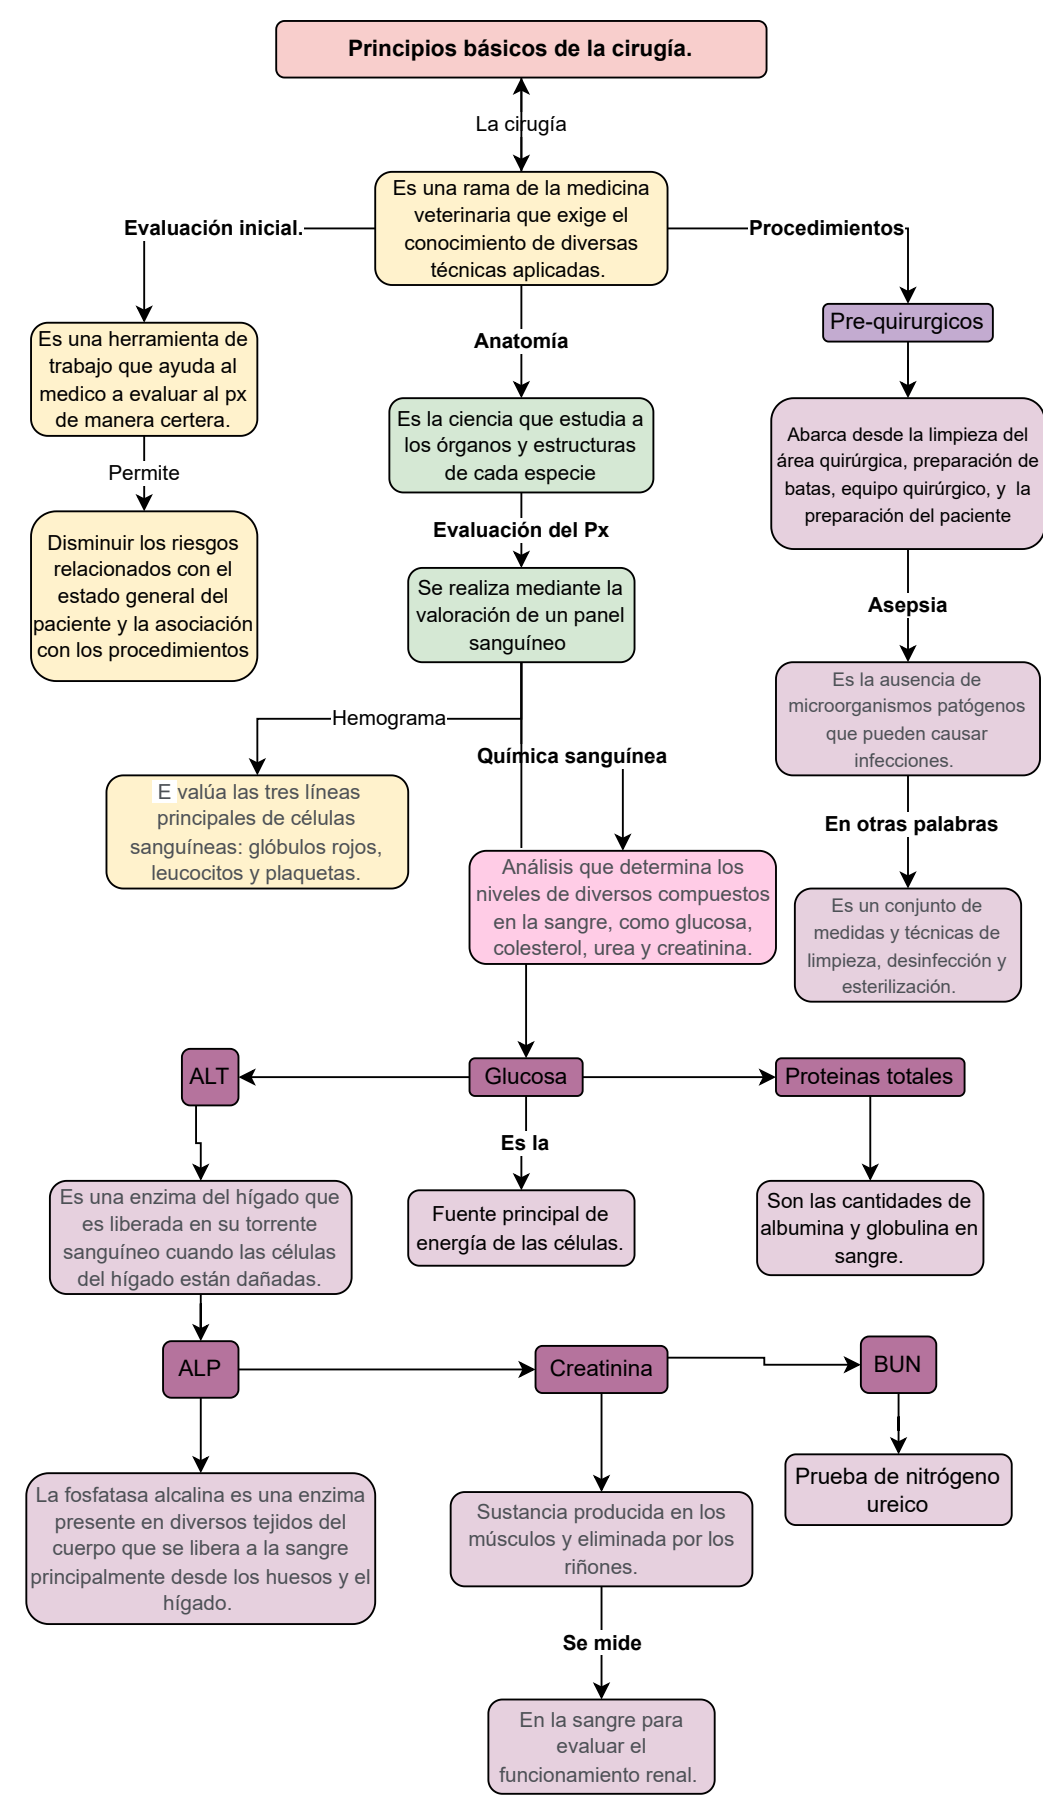 Principios básicos de la cirugía.
La cirugía
Es una rama de la medicina
veterinaria que exige el
conocimiento de diversas
técnicas aplicadas.
Evaluación inicial.
Procedimientos
Es una herramienta de
trabajo que ayuda al
medico a evaluar al px
de manera certera.
Permite
Disminuir los riesgos
relacionados con el
estado general del
paciente y la asociación
con los procedimientos
Anatomía
Es la ciencia que estudia a
los órganos y estructuras
de cada especie
Evaluación del Px
Se realiza mediante la
valoración de un panel
sanguíneo
Pre-quirurgicos
Abarca desde la limpieza del
área quirúrgica, preparación de
batas, equipo quirúrgico, y  la
preparación del paciente
Asepsia
Es la ausencia de
microorganismos patógenos
que pueden causar
infecciones.
En otras palabras
Es un conjunto de
medidas y técnicas de
limpieza, desinfección y
esterilización.
Hemograma
E valúa las tres líneas
principales de células
sanguíneas: glóbulos rojos,
leucocitos y plaquetas.
Química sanguínea
Análisis que determina los
niveles de diversos compuestos
en la sangre, como glucosa,
colesterol, urea y creatinina.
ALT
Glucosa
Proteinas totales
Es la
Es una enzima del hígado que
es liberada en su torrente
sanguíneo cuando las células
del hígado están dañadas.
Fuente principal de
energía de las células.
Son las cantidades de
albumina y globulina en
sangre.
ALP
Creatinina
BUN
La fosfatasa alcalina es una enzima
presente en diversos tejidos del
cuerpo que se libera a la sangre
principalmente desde los huesos y el
hígado.
Sustancia producida en los
músculos y eliminada por los
riñones.
Prueba de nitrógeno
ureico
Se mide
En la sangre para
evaluar el
funcionamiento renal.